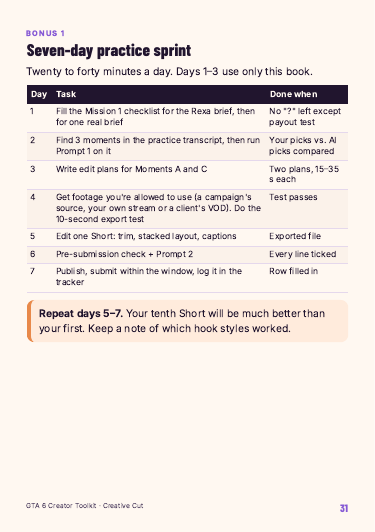 BONUS 1
Seven-day practice sprint
Twenty to forty minutes a day. Days 1–3 use only this book.
Day Task Done when
1 Fill the Mission 1 checklist for the Rexa brief, then No "?" left except
for one real brief payout test
2 Find 3 moments in the practice transcript, then run Your picks vs. AI
Prompt 1 on it picks compared
3 Write edit plans for Moments A and C Two plans, 15–35
s each
4 Get footage you're allowed to use (a campaign's Test passes
source, your own stream or a client's VOD). Do the
10-second export test
5 Edit one Short: trim, stacked layout, captions Exported file
6 Pre-submission check + Prompt 2 Every line ticked
7 Publish, submit within the window, log it in the Row filled in
tracker
Repeat days 5–7. Your tenth Short will be much better than
your first. Keep a note of which hook styles worked.
GTA 6 Creator Toolkit · Creative Cut 31